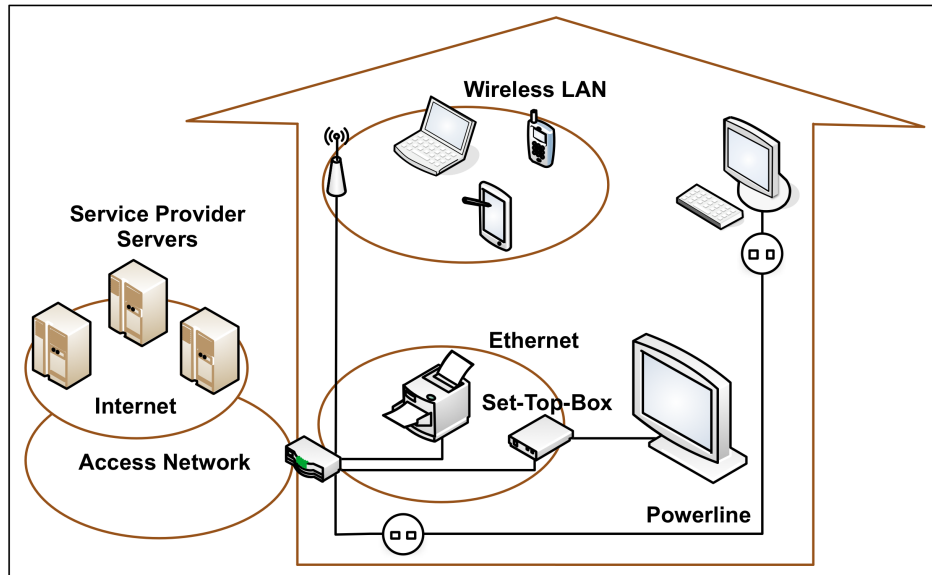 Wireless LAN
Service Provider
Servers
Ethernet
Set-Top-Box
Internet
Access Network
Powerline